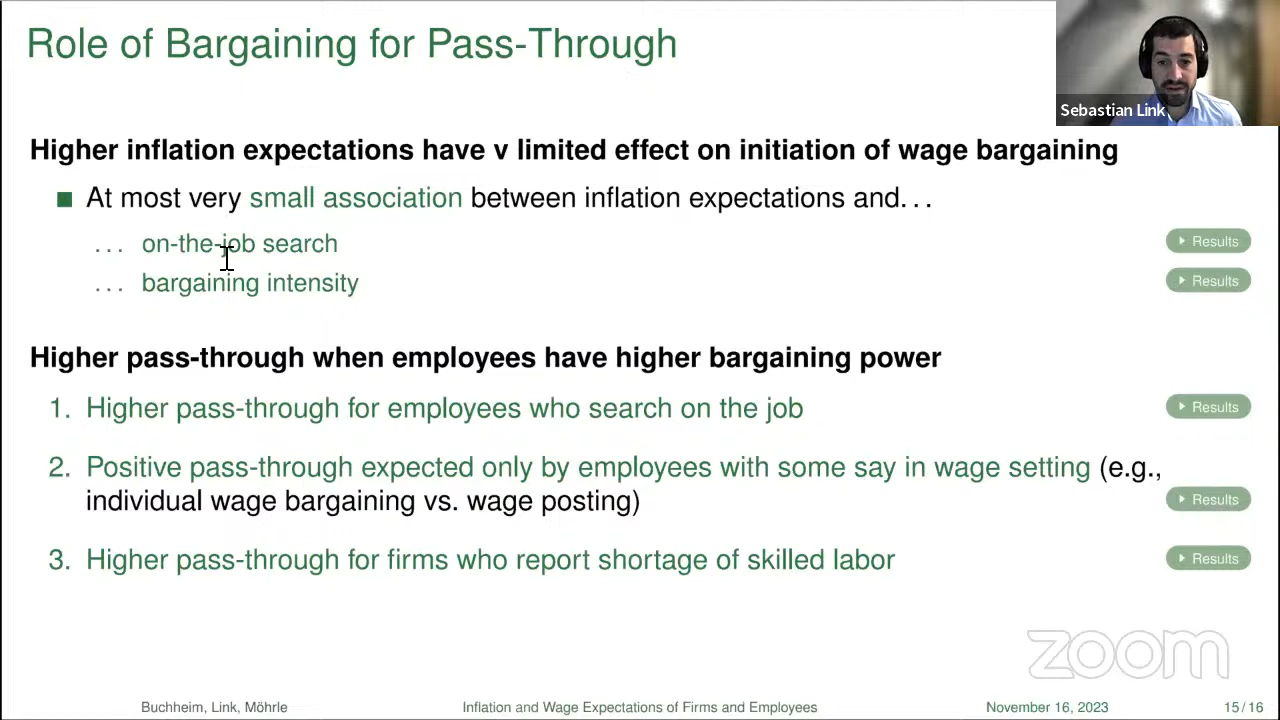 Role of Bargaining for Pass-Through
Sebastian Link
Higher inflation expectations have v limited effect on initiation of wage bargaining
At most very small association between inflation expectations and...
... on-the-job search
Results
... bargaining intensity
Results
Higher pass-through when employees have higher bargaining power
1. Higher pass-through for employees who search on the job
Results
2. Positive pass-through expected only by employees with some say in wage setting (e.g.,
individual wage bargaining vs. wage posting)
Results
3. Higher pass-through for firms who report shortage of skilled labor
Results
zoom
Buchheim, Link, Möhrle
Inflation and Wage Expectations of Firms and Employees
November 16, 2023
15 / 16